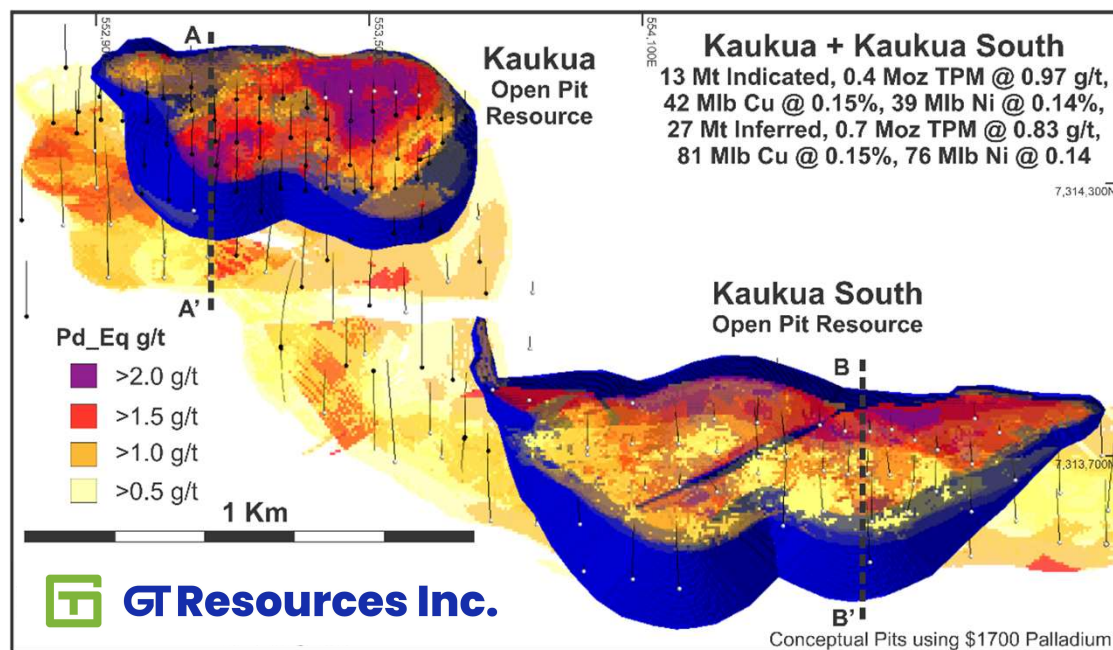 552,90
553,50
554,100E
A
Kaukua
Open Pit
Resource
Kaukua + Kaukua South
13 Mt Indicated, 0.4 Moz TPM @ 0.97 g/t,
42 Mlb Cu @ 0.15%, 39 Mlb Ni @ 0.14%,
27 Mt Inferred, 0.7 Moz TPM @ 0.83 g/t,
81 Mlb Cu @ 0.15%, 76 Mlb Ni @ 0.14
7,314,300N
A'
Kaukua South
Open Pit Resource
Pd_Eq g/t
>2.0 g/t
>1.5 g/t
>1.0 g/t
>0.5 g/t
B
7,313,700N
1 Km
GT Resources Inc.
B'
Conceptual Pits using $1700 Palladium